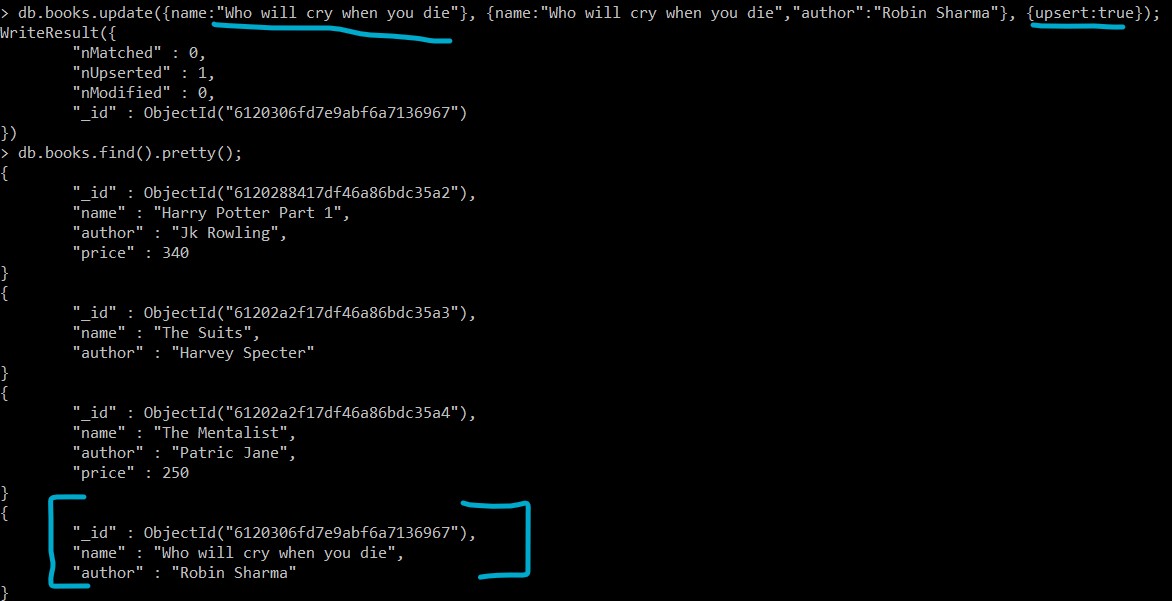 > db.books.update({name:"Who will cry when you die"}, {name:"Who will cry when you die","author":"Robin Sharma"}, {upsert:true});
WriteResult({
        "nMatched" : 0,
        "nUpserted" : 1,
        "nModified" : 0,
        "_id" : ObjectId("6120306fd7e9abf6a7136967")
})
> db.books.find().pretty();
{
        "_id" : ObjectId("6120288417df46a86bdc35a2"),
        "name" : "Harry Potter Part 1",
        "author" : "Jk Rowling",
        "price" : 340
}
{
        "_id" : ObjectId("61202a2f17df46a86bdc35a3"),
        "name" : "The Suits",
        "author" : "Harvey Specter"
}
{
        "_id" : ObjectId("61202a2f17df46a86bdc35a4"),
        "name" : "The Mentalist",
        "author" : "Patric Jane",
        "price" : 250
}
{
        "_id" : ObjectId("6120306fd7e9abf6a7136967"),
        "name" : "Who will cry when you die",
        "author" : "Robin Sharma"
}